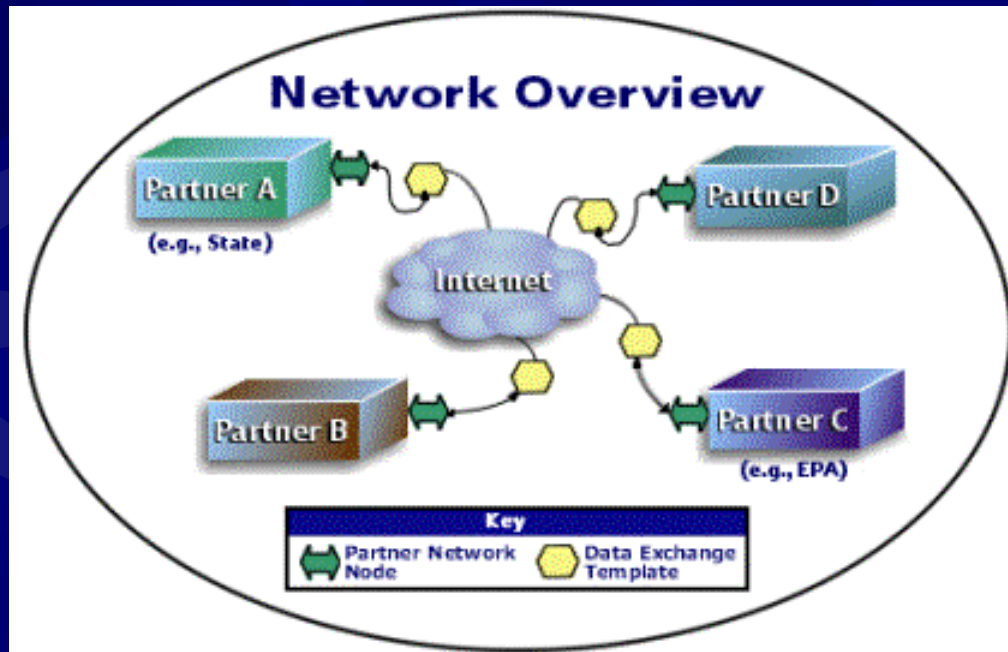 Network Overview
Partner A
(e.g., State)
Partner D
Internet
Partner B
Partner C
(e.g., EPA)
Key
Partner Network
Node
Data Exchange
Template